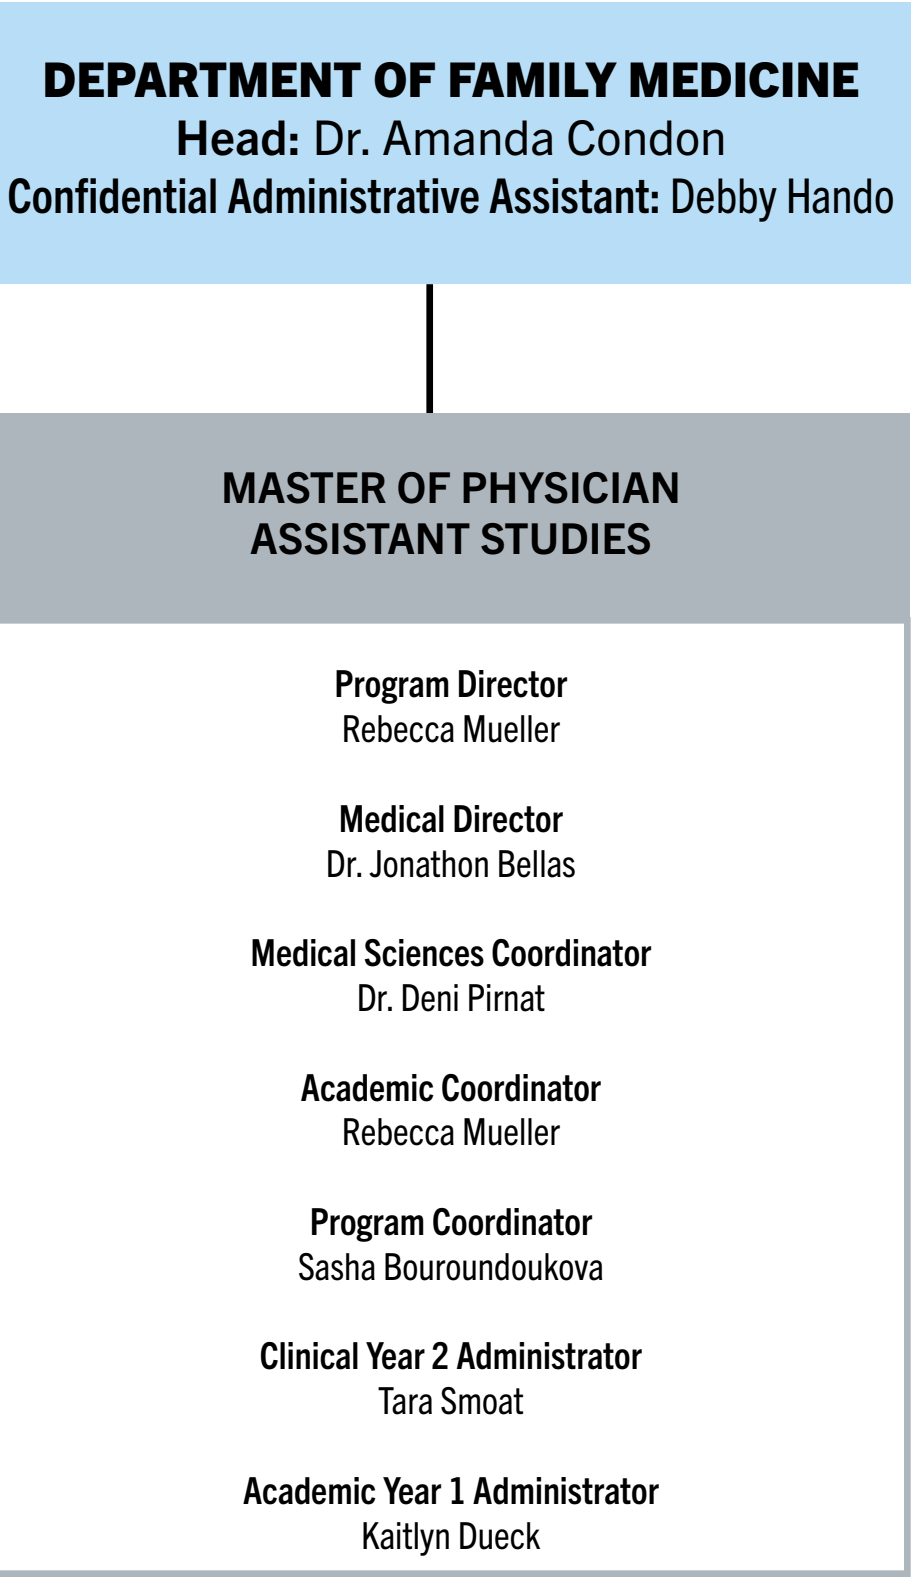 DEPARTMENT OF FAMILY MEDICINE
Head: Dr. Amanda Condon
Confidential Administrative Assistant: Debby Hando
MASTER OF PHYSICIAN
ASSISTANT STUDIES
Program Director
Rebecca Mueller
Medical Director
Dr. Jonathon Bellas
Medical Sciences Coordinator
Dr. Deni Pirnat
Academic Coordinator
Rebecca Mueller
Program Coordinator
Sasha Bouroundoukova
Clinical Year 2 Administrator
Tara Smoat
Academic Year 1 Administrator
Kaitlyn Dueck